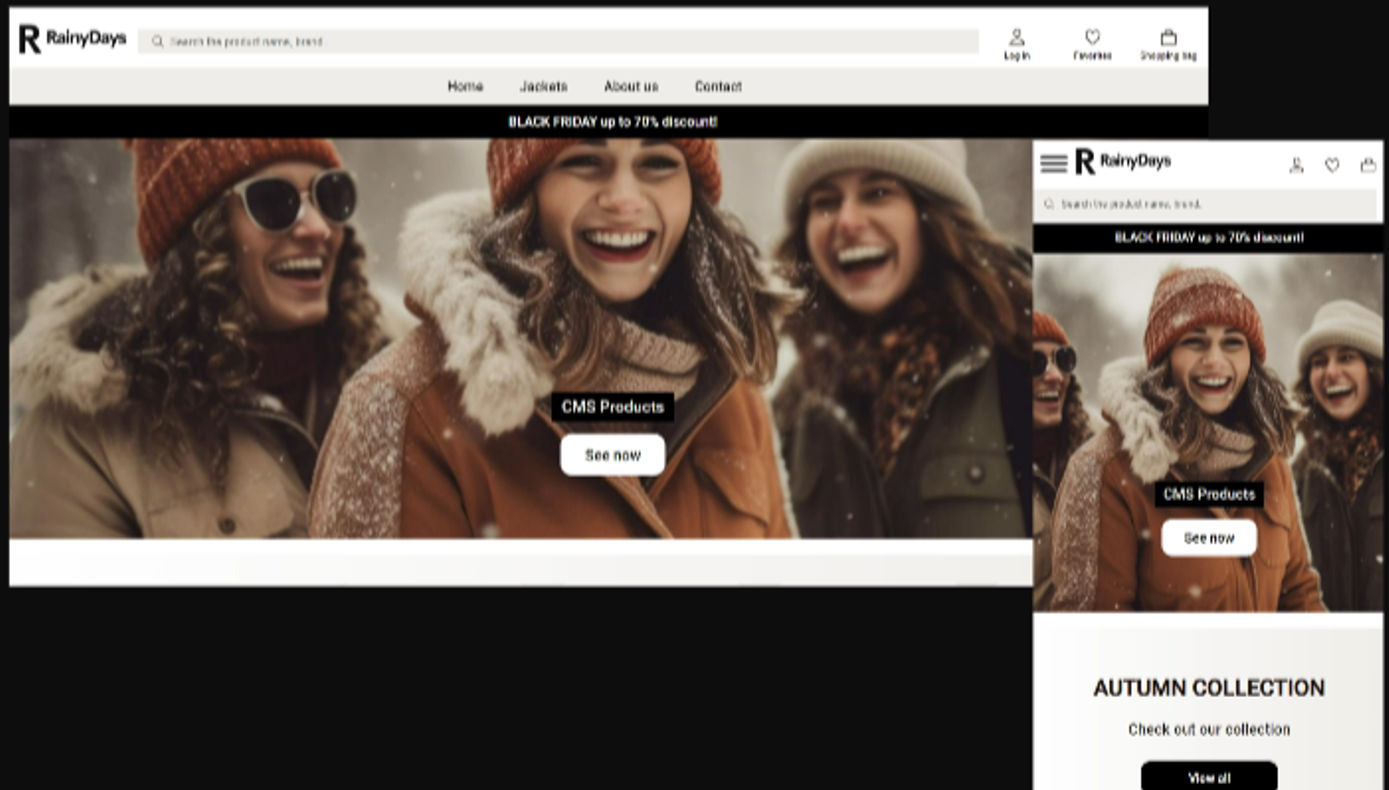 R RainyDays
Search the product name, brand
Log in
Favorites
Shopping bag
Home Jackets About us Contact
BLACK FRIDAY up to 70% discount!
CMS Products
See now
R RainyDays
Search the product name, brand.
BLACK FRIDAY up to 70% discount!
CMS Products
See now
AUTUMN COLLECTION
Check out our collection
View all